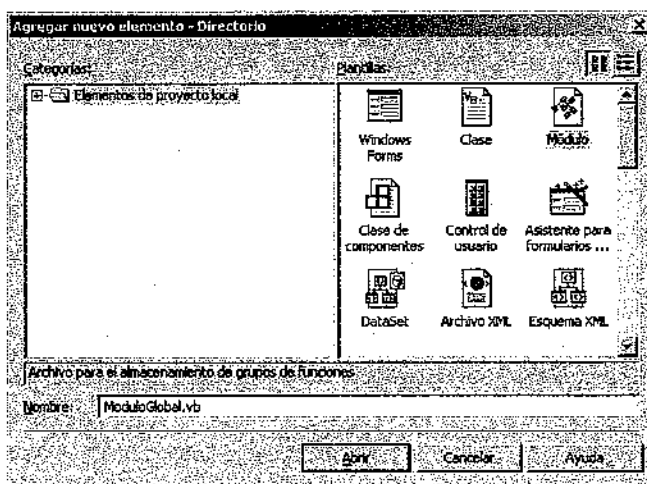 Agregar nuevo elemento - Directorio
Categorías:
Plantillas:
Elementos de proyecto local
Windows Forms
Clase
Módulo
Clase de componentes
Control de usuario
Asistente para formularios ...
DataSet
Archivo XML
Esquema XML
Archivo para el almacenamiento de grupos de funciones
Nombre:
ModuloGlobal.vb
Abrir
Cancelar
Ayuda